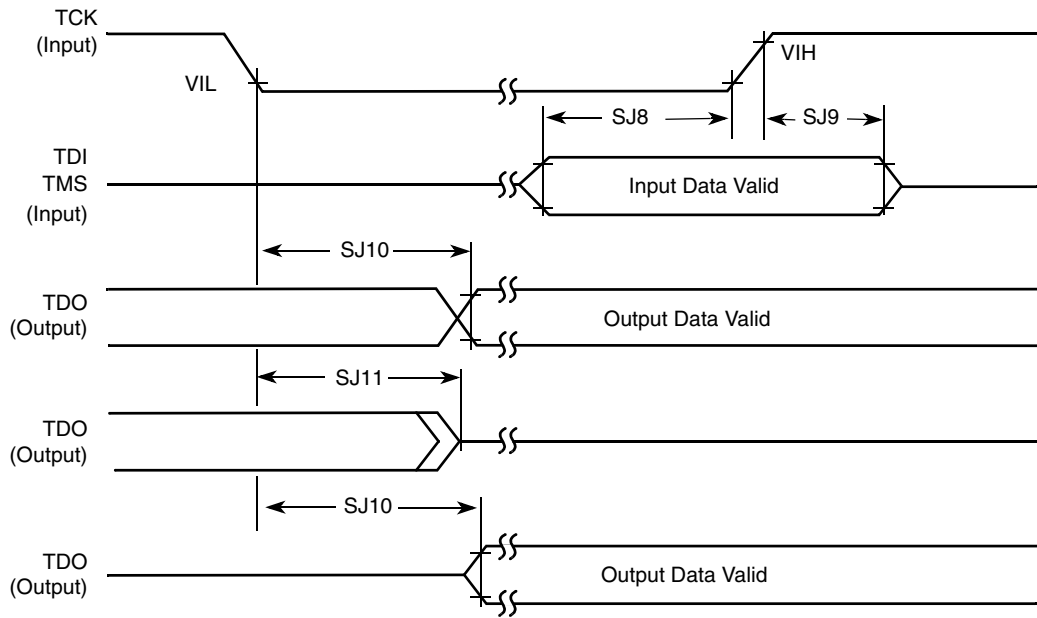 TCK
(Input)
VIL
VIH
SJ8
SJ9
TDI
TMS
(Input)
Input Data Valid
SJ10
TDO
(Output)
Output Data Valid
SJ11
TDO
(Output)
SJ10
TDO
(Output)
Output Data Valid